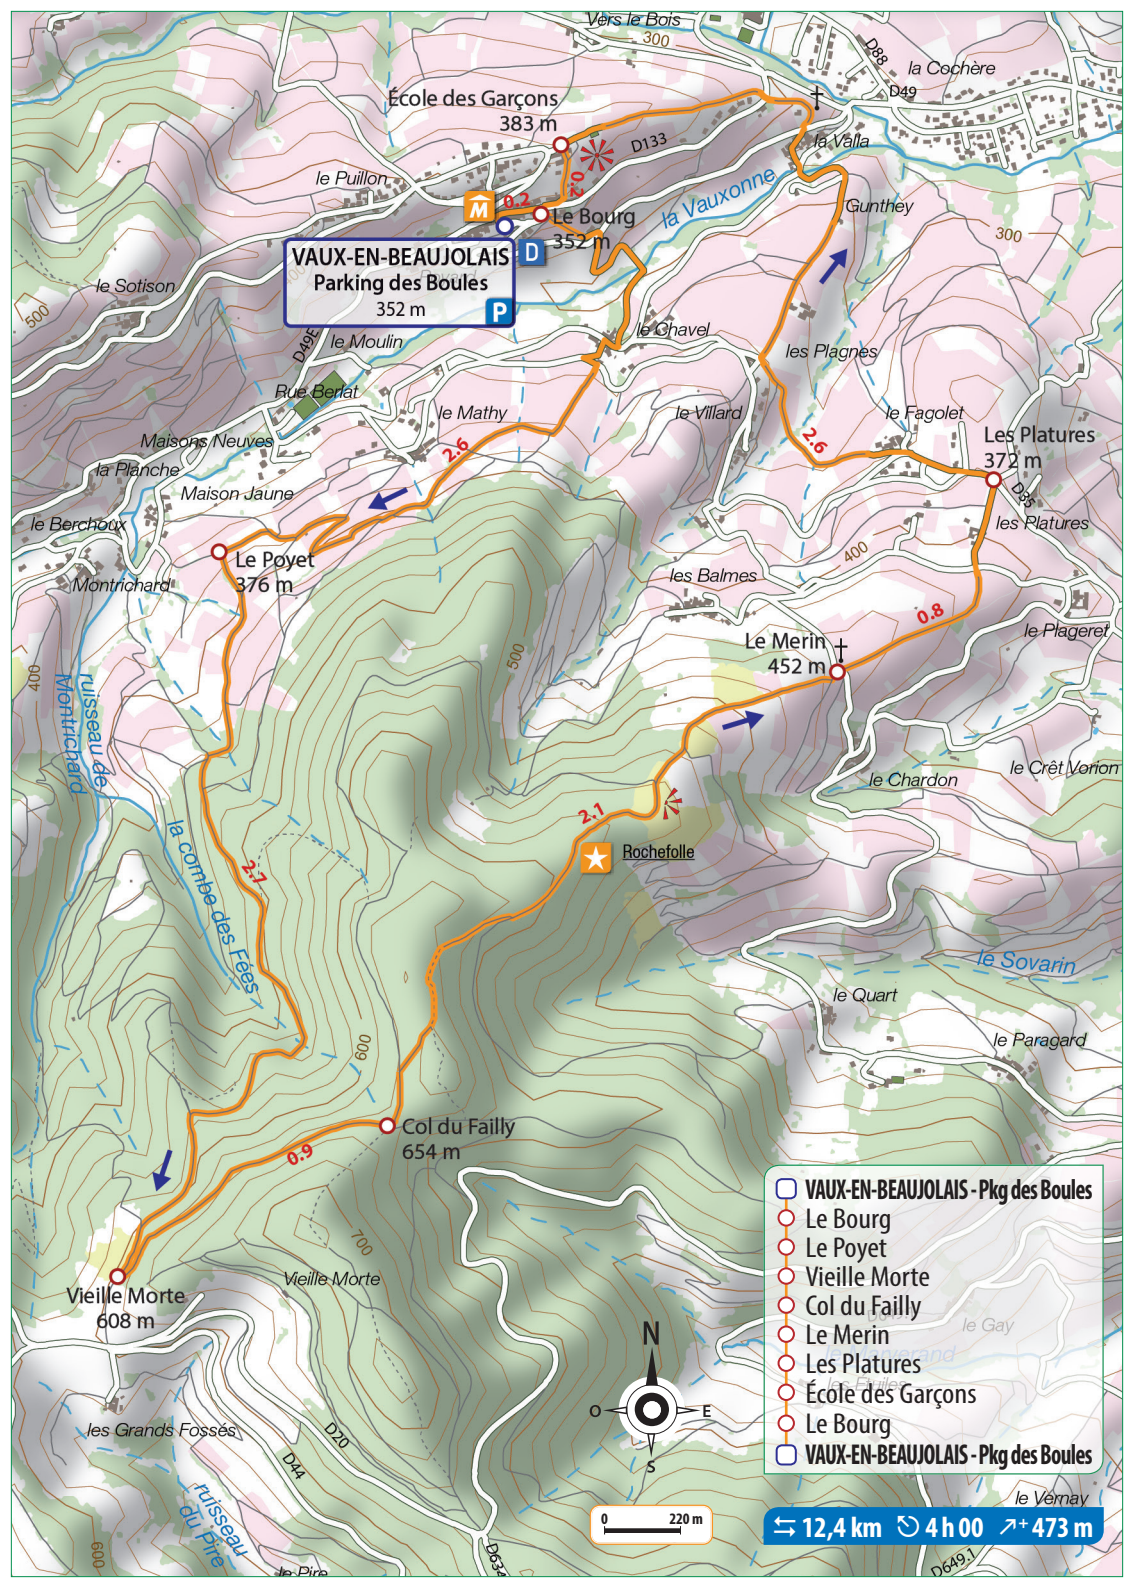 Vers le Bois
300
D88
la Cochère
D49
École des Garçons
383 m
D133
la Valla
le Puillon
0.2
0.2
M
la Vauxonne
Gunthey
Le Bourg
352 m
D
300
VAUX-EN-BEAUJOLAIS
Parking des Boules
352 m
P
le Sotison
500
D49E
le Moulin
le Chavel
les Plagnes
Rue Berlat
le Mathy
le Villard
le Fagolet
Maisons Neuves
2.6
2.6
Les Platures
372 m
la Planche
D35
Maison Jaune
le Berchoux
les Platures
400
Le Poyet
376 m
Montrichard
les Balmes
0.8
le Plageret
Le Merin
452 m
500
400
ruisseau de
Montrichard
le Crêt Vorion
le Chardon
2.1
la combe des Fées
2.7
Rochefolle
le Sovarin
le Quart
le Paragard
600
Col du Failly
654 m
0.9
700
Vieille Morte
Vieille Morte
608 m
les Grands Fossés
D20
D44
ruisseau
du Pire
600
le Pire
D634
N
O
E
S
VAUX-EN-BEAUJOLAIS - Pkg des Boules
Le Bourg
Le Poyet
Vieille Morte
Col du Failly
le Gay
Le Merin
le Marverand
Les Platures
École des Garçons
Le Bourg
VAUX-EN-BEAUJOLAIS - Pkg des Boules
le Vernay
0 220 m
12,4 km 4 h 00 + 473 m
D649.1